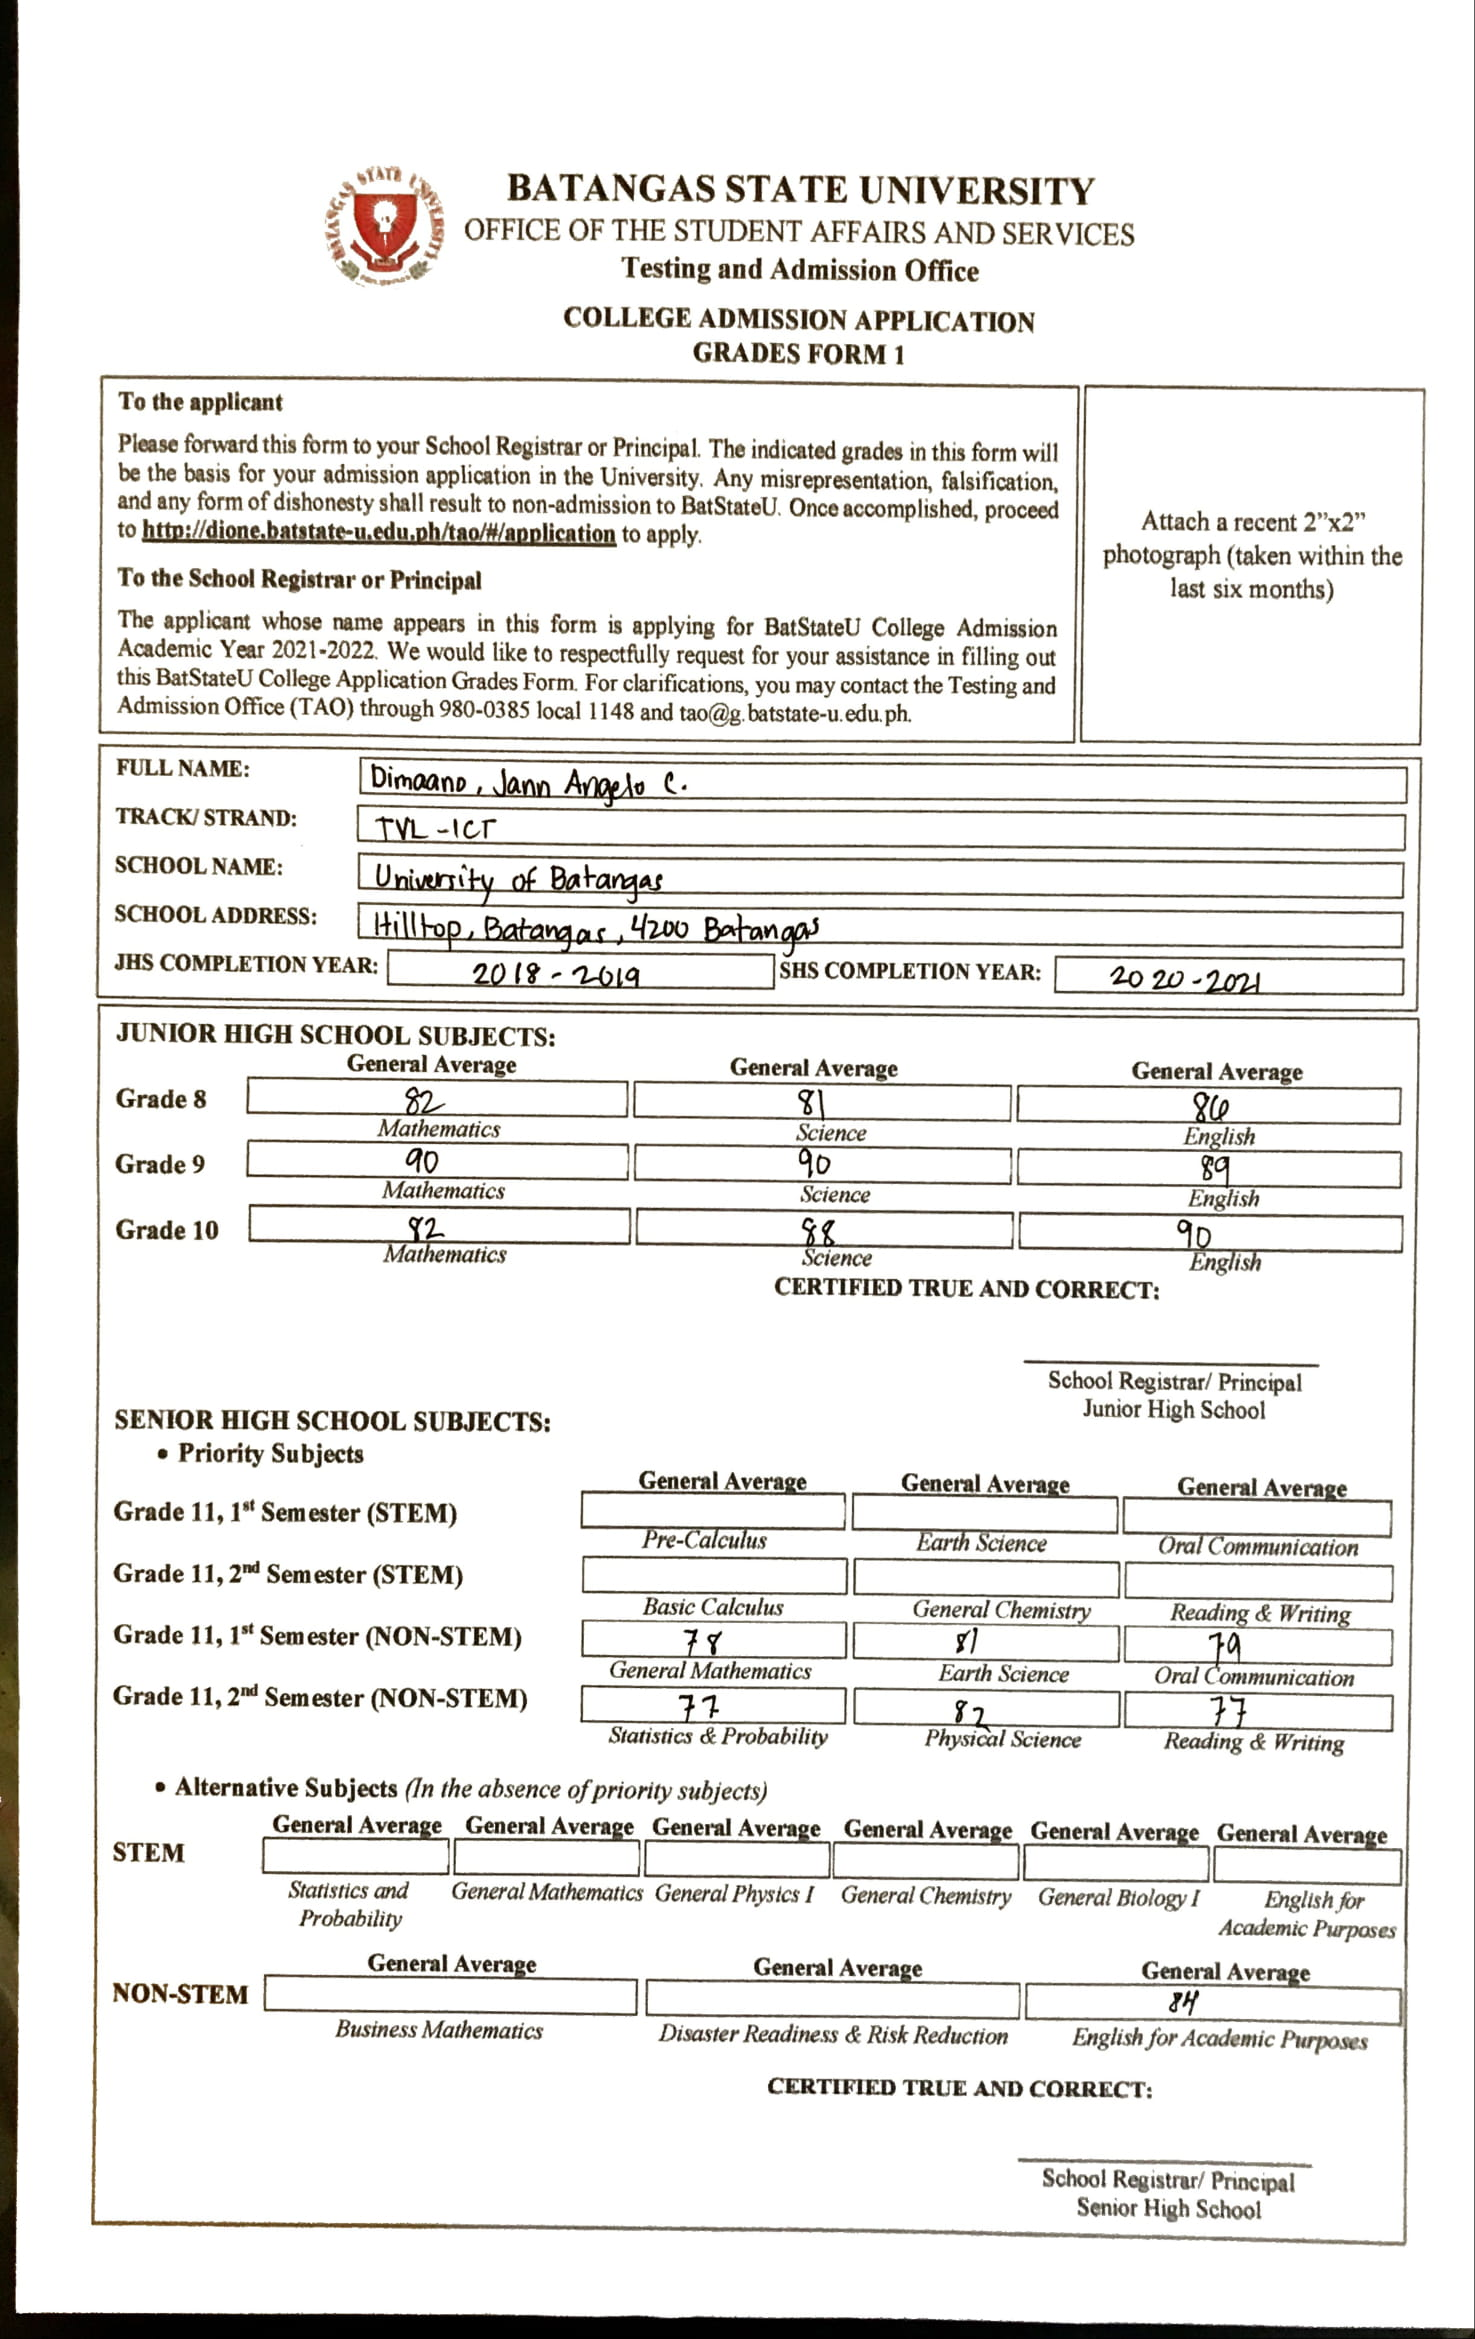 BATANGAS STATE UNIVERSITY
BATANGAS STATE UNIVERSITY
OFFICE OF THE STUDENT AFFAIRS AND SERVICES
Testing and Admission Office
COLLEGE ADMISSION APPLICATION
GRADES FORM 1
To the applicant
Please forward this form to your School Registrar or Principal. The indicated grades in this form will
be the basis for your admission application in the University. Any misrepresentation, falsification,
and any form of dishonesty shall result to non-admission to BatStateU. Once accomplished, proceed
to http://dione.batstate-u.edu.ph/tao/#/application to apply.
To the School Registrar or Principal
The applicant whose name appears in this form is applying for BatStateU College Admission
Academic Year 2021-2022. We would like to respectfully request for your assistance in filling out
this BatStateU College Application Grades Form. For clarifications, you may contact the Testing and
Admission Office (TAO) through 980-0385 local 1148 and tao@g.batstate-u.edu.ph.
Attach a recent 2”x2”
photograph (taken within the
last six months)
FULL NAME: Dimaano, Jann Angelo C.
TRACK/ STRAND: TVL-ICT
SCHOOL NAME: University of Batangas
SCHOOL ADDRESS: Hilltop, Batangas, 4200 Batangas
JHS COMPLETION YEAR: 2018-2019 SHS COMPLETION YEAR: 2020-2021
JUNIOR HIGH SCHOOL SUBJECTS:
General Average General Average General Average
Grade 8 82 81 86
Mathematics Science English
Grade 9 90 90 89
Mathematics Science English
Grade 10 82 88 90
Mathematics Science English
CERTIFIED TRUE AND CORRECT:
School Registrar/ Principal
Junior High School
SENIOR HIGH SCHOOL SUBJECTS:
• Priority Subjects
General Average General Average General Average
Grade 11, 1st Semester (STEM)
Pre-Calculus Earth Science Oral Communication
Grade 11, 2nd Semester (STEM)
Basic Calculus General Chemistry Reading & Writing
Grade 11, 1st Semester (NON-STEM) 78 81 79
General Mathematics Earth Science Oral Communication
Grade 11, 2nd Semester (NON-STEM) 77 82 77
Statistics & Probability Physical Science Reading & Writing
• Alternative Subjects (In the absence of priority subjects)
General Average General Average General Average General Average General Average General Average
STEM
Statistics and General Mathematics General Physics I General Chemistry General Biology I English for
Probability Academic Purposes
General Average General Average General Average
NON-STEM 84
Business Mathematics Disaster Readiness & Risk Reduction English for Academic Purposes
CERTIFIED TRUE AND CORRECT:
School Registrar/ Principal
Senior High School